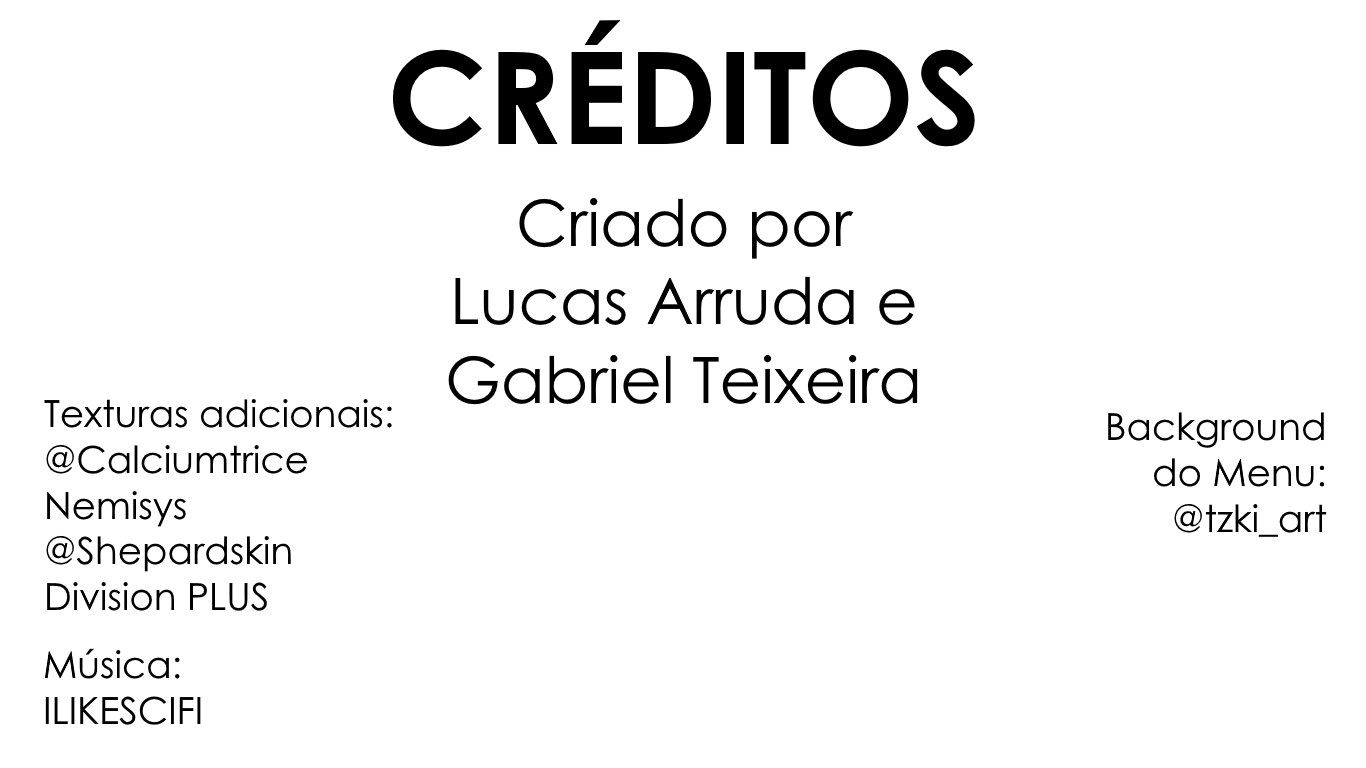 CRÉDITOS
Criado por
Lucas Arruda e
Gabriel Teixeira
Texturas adicionais:
@Calciumtrice
Nemisys
@Shepardskin
Division PLUS
Música:
ILIKESCIFI
Background
do Menu:
@tzki_art